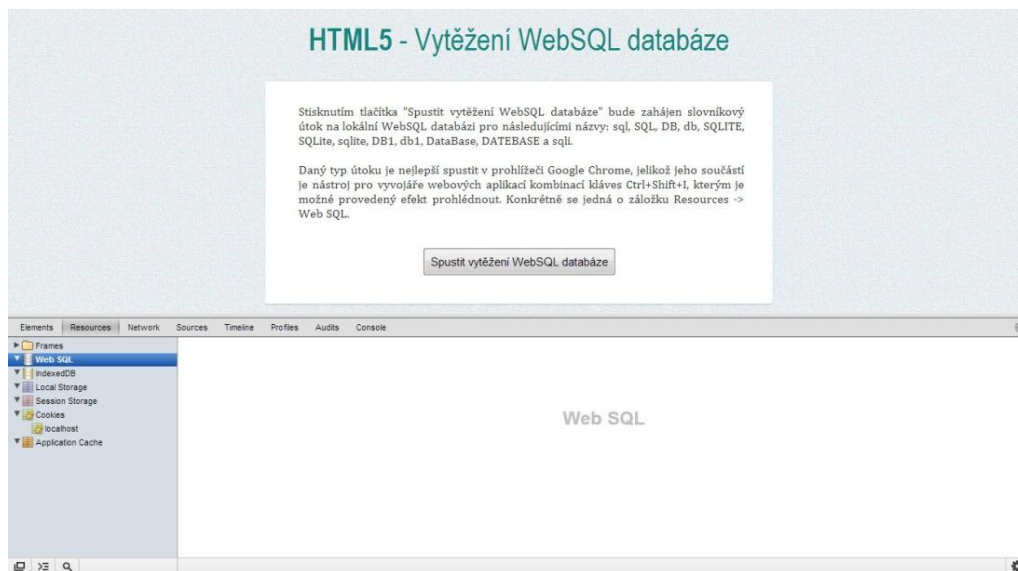 HTML5 - Vytěžení WebSQL databáze
Stisknutím tlačítka "Spustit vytěžení WebSQL databáze" bude zahájen slovníkový
útok na lokální WebSQL databázi pro následujícími názvy: sql, SQL, DB, db, SQLITE,
SQLite, sqlite, DB1, db1, DataBase, DATEBASE a sqli.
Daný typ útoku je nejlepší spustit v prohlížeči Google Chrome, jelikož jeho součástí
je nástroj pro vyvojáře webových aplikací kombinací kláves Ctrl+Shift+I, kterým je
možné provedený efekt prohlédnout. Konkrétně se jedná o záložku Resources ->
Web SQL.
Spustit vytěžení WebSQL databáze
Elements Resources Network Sources Timeline Profiles Audits Console
Frames
Web SQL
IndexedDB
Local Storage
Session Storage
Cookies
localhost
Application Cache
Web SQL